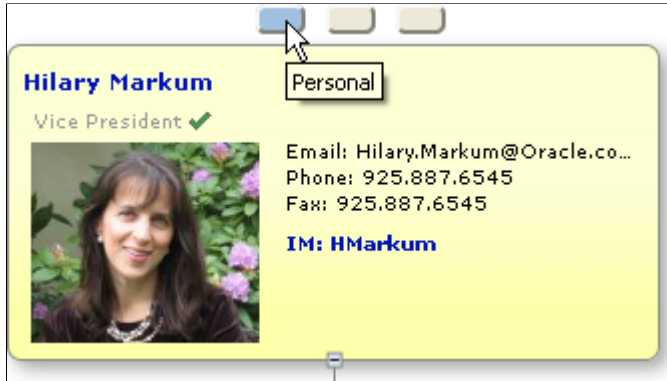 Personal
Hilary Markum
Vice President
Email: Hilary.Markum@Oracle.co...
Phone: 925.887.6545
Fax: 925.887.6545
IM: HMarkum